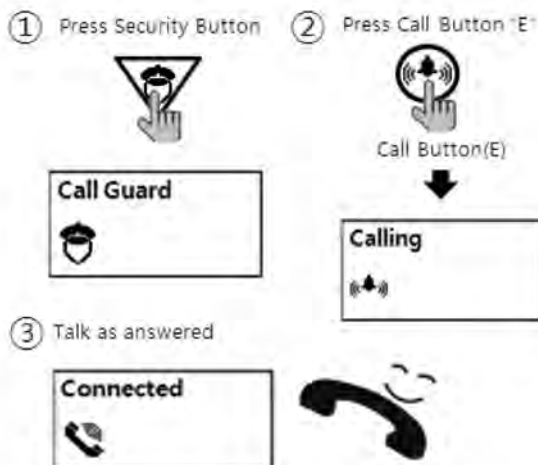 ① Press Security Button
Call Guard
② Press Call Button "E"
Call Button(E)
Calling
③ Talk as answered
Connected